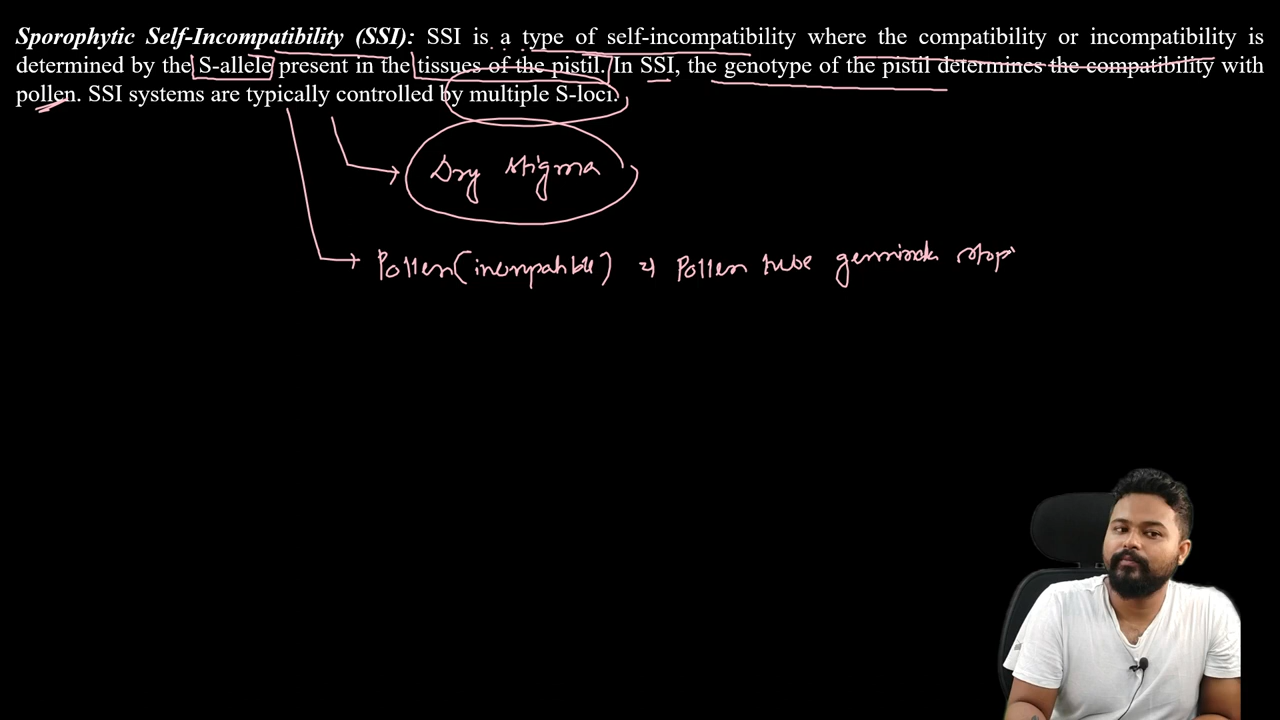 Sporophytic Self-Incompatibility (SSI): SSI is a type of self-incompatibility where the compatibility or incompatibility is
determined by the S-allele present in the tissues of the pistil. In SSI, the genotype of the pistil determines the compatibility with
pollen. SSI systems are typically controlled by multiple S-loci.
Dry stigma
Pollen (incompatible) => Pollen tube stop